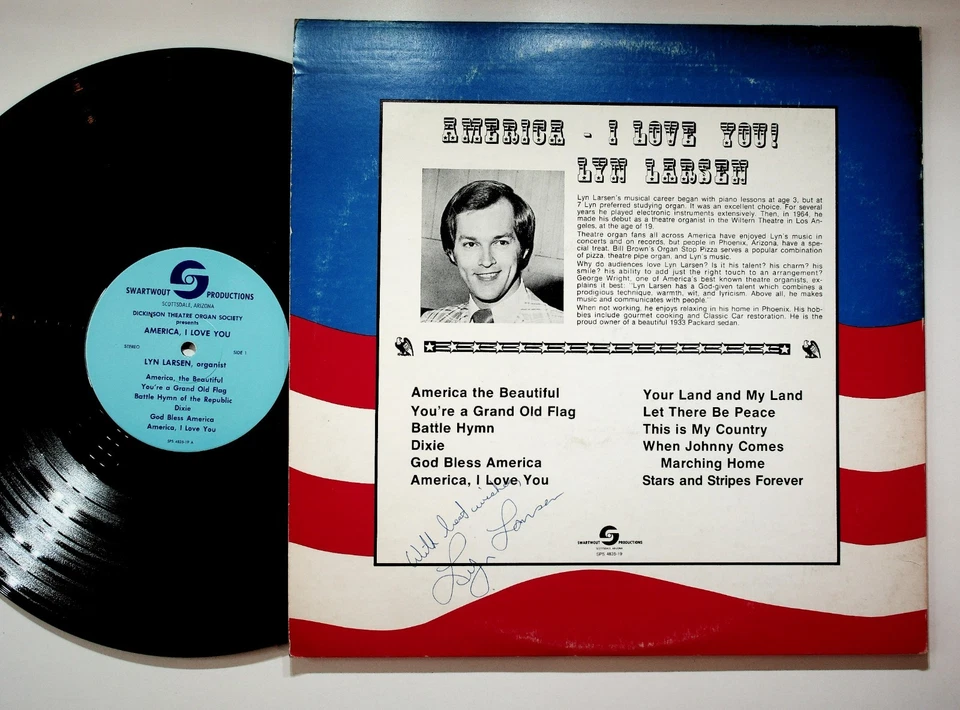 SWARTWOUT PRODUCTIONS
SCOTTSDALE, ARIZONA
DICKINSON THEATRE ORGAN SOCIETY
presents
AMERICA, I LOVE YOU
STEREO
SIDE 1
LYN LARSEN, organist
America, the Beautiful
You're a Grand Old Flag
Battle Hymn of the Republic
Dixie
God Bless America
America, I Love You
AMERICA - I LOVE YOU!
LYN LARSEN
Lyn Larsen's musical career began with piano lessons at age 3, but at
7 Lyn preferred studying organ. It was an excellent choice. For several
years he played electronic instruments extensively. Then, in 1964, he
made his debut as a theatre organist in the Wiltern Theatre in Los An-
geles, at the age of 19.
Theatre organ fans all across America have enjoyed Lyn's music in
concerts and on records, but people in Phoenix, Arizona, have a spe-
cial treat. Bill Brown's Organ Stop Pizza serves a popular combination
of pizza, theatre pipe organ, and Lyn's music.
Why do audiences love Lyn Larsen? Is it his talent? his charm? his
smile? his ability to add just the right touch to an arrangement?
George Wright, one of America's best known theatre organists, ex-
plains it best: "Lyn Larsen has a God-given talent which combines a
prodigious technique, warmth, wit, and lyricism. Above all, he makes
music and communicates with people."
When not working, he enjoys relaxing in his home in Phoenix. His hob-
bies include gourmet cooking and Classic Car restoration. He is the
proud owner of a beautiful 1933 Packard sedan.
America the Beautiful
You're a Grand Old Flag
Battle Hymn
Dixie
God Bless America
America, I Love You
Your Land and My Land
Let There Be Peace
This is My Country
When Johnny Comes
Marching Home
Stars and Stripes Forever
With best wishes,
Lyn Larsen
SWARTWOUT PRODUCTIONS